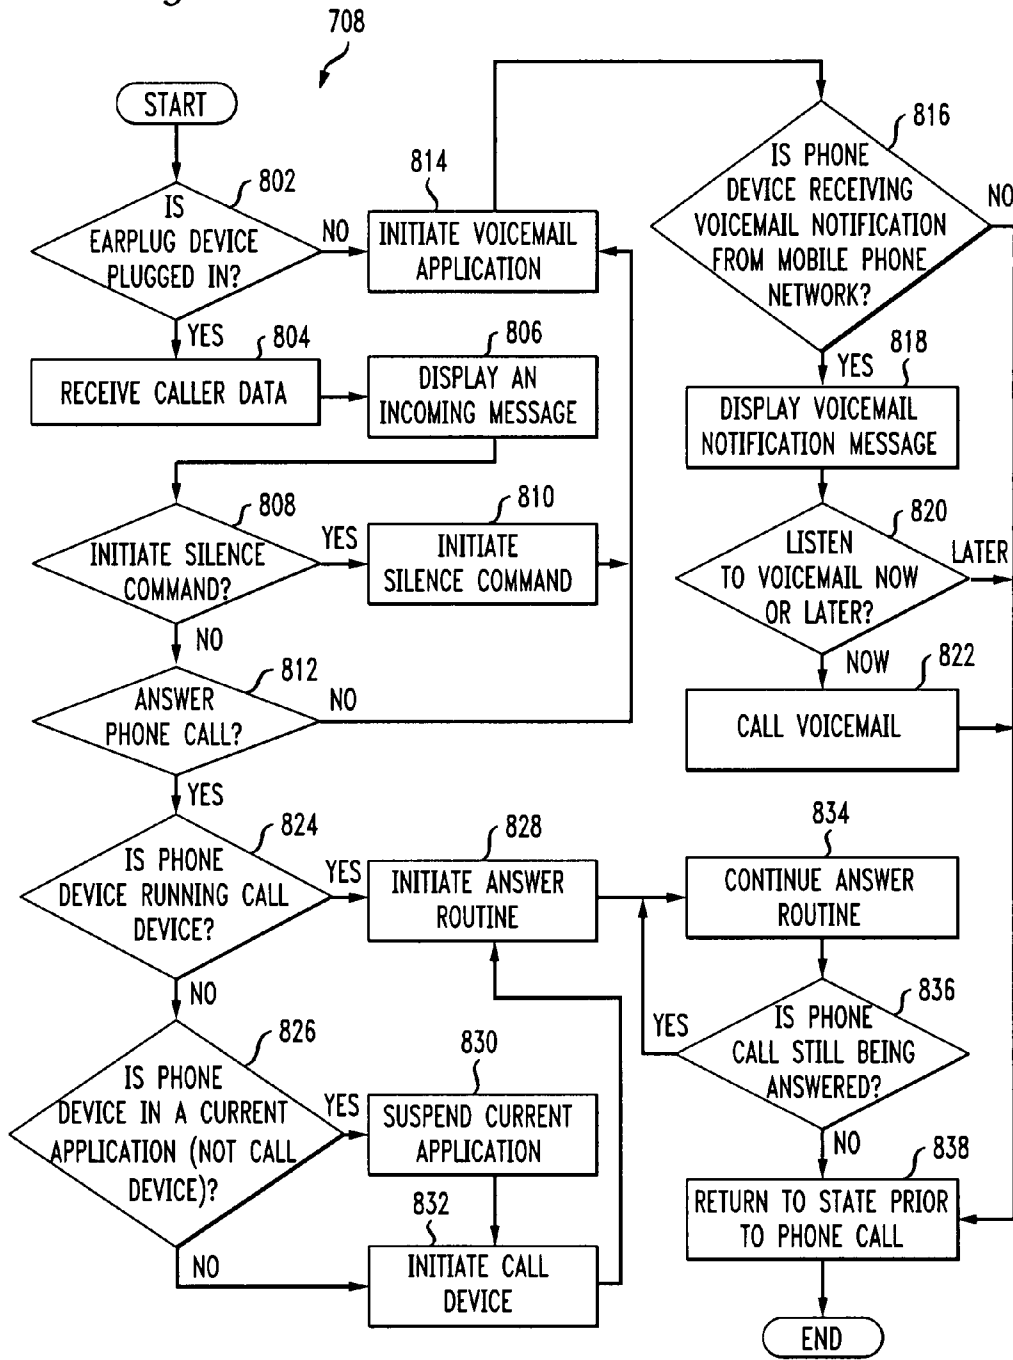 708
START
802
IS
EARPLUG DEVICE
PLUGGED IN?
NO
YES
814
INITIATE VOICEMAIL
APPLICATION
804
RECEIVE CALLER DATA
806
DISPLAY AN
INCOMING MESSAGE
808
INITIATE SILENCE
COMMAND?
YES
NO
810
INITIATE
SILENCE COMMAND
812
ANSWER
PHONE CALL?
NO
YES
816
IS PHONE
DEVICE RECEIVING
VOICEMAIL NOTIFICATION
FROM MOBILE PHONE
NETWORK?
NO
YES
818
DISPLAY VOICEMAIL
NOTIFICATION MESSAGE
820
LISTEN
TO VOICEMAIL NOW
OR LATER?
LATER
NOW
822
CALL VOICEMAIL
824
IS PHONE
DEVICE RUNNING CALL
DEVICE?
YES
NO
828
INITIATE ANSWER
ROUTINE
834
CONTINUE ANSWER
ROUTINE
826
IS PHONE
DEVICE IN A CURRENT
APPLICATION (NOT CALL
DEVICE)?
YES
NO
830
SUSPEND CURRENT
APPLICATION
832
INITIATE CALL
DEVICE
836
IS PHONE
CALL STILL BEING
ANSWERED?
YES
NO
838
RETURN TO STATE PRIOR
TO PHONE CALL
END